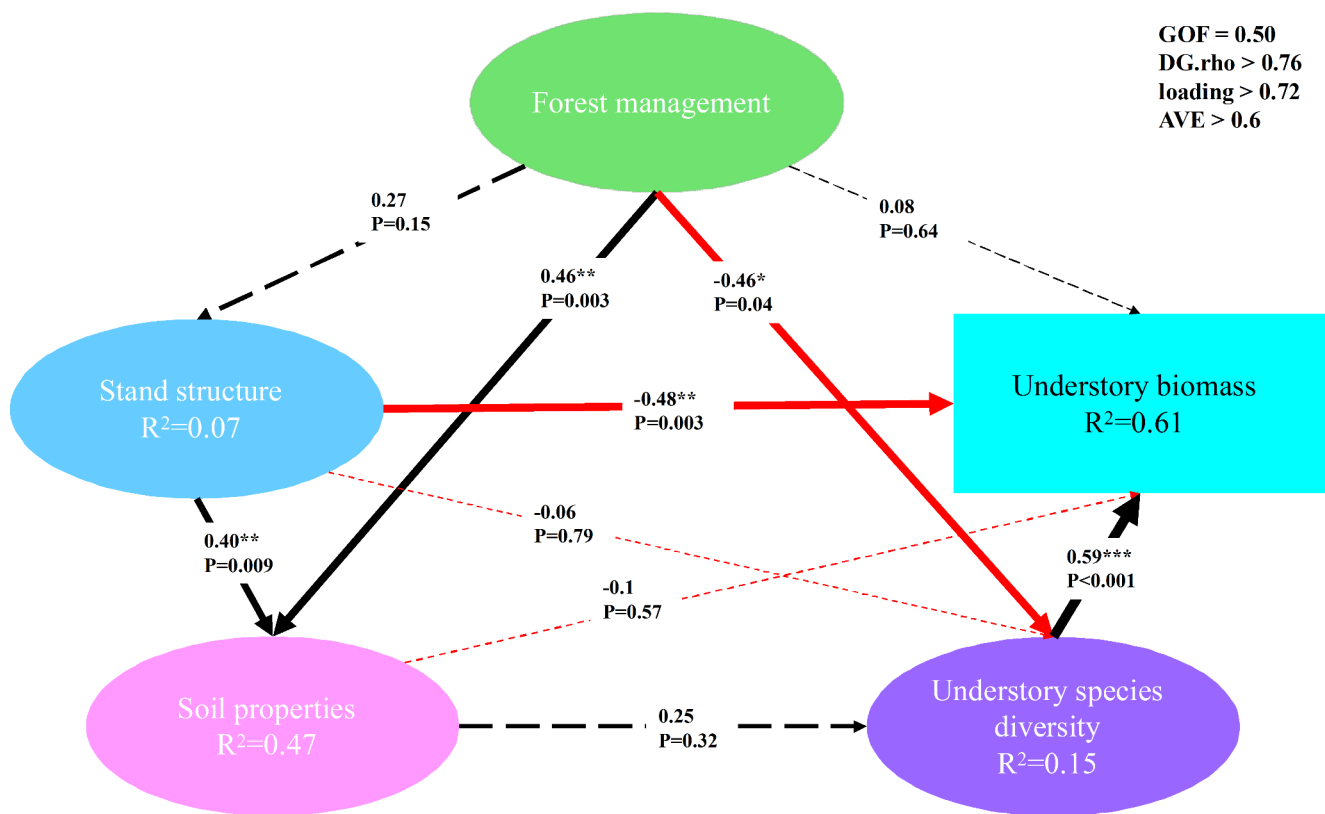 GOF = 0.50
DG.rho > 0.76
loading > 0.72
AVE > 0.6
Forest management
0.27
P=0.15
0.08
P=0.64
0.46**
P=0.003
-0.46*
P=0.04
Stand structure
R²=0.07
-0.48**
P=0.003
Understory biomass
R²=0.61
-0.06
P=0.79
0.40**
P=0.009
0.59***
P<0.001
-0.1
P=0.57
Soil properties
R²=0.47
0.25
P=0.32
Understory species
diversity
R²=0.15